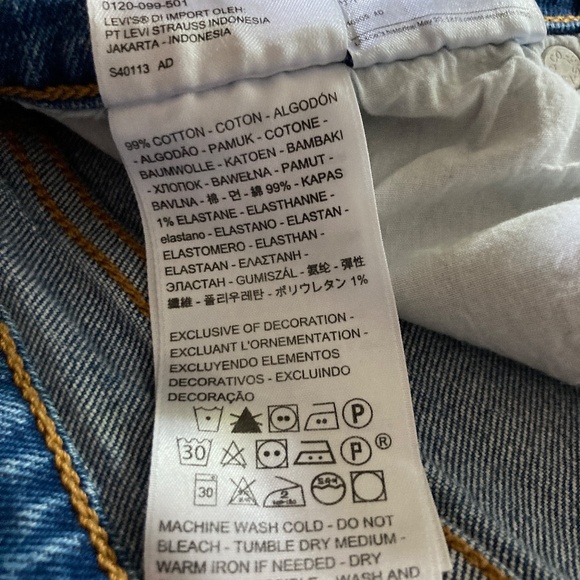 0120-099-501
LEVI'S® DI IMPORT OLEH:
PT LEVI STRAUSS INDONESIA
JAKARTA - INDONESIA
S40113 AD
99% COTTON - COTON - ALGODÓN
- ALGODÃO - PAMUK - COTONE -
BAUMWOLLE - KATOEN - BAMBAKI
- ХЛОПОК - BAWEŁNA - PAMUT -
BAVLNA - 棉 - 면 - 綿 99% - KAPAS
1% ELASTANE - ELASTHANNE -
elastano - ELASTANO - ELASTAN -
ELASTOMERO - ELASTHAN -
ELASTAAN - ΕΛΑΣΤΑΝΗ -
ЭЛАСТАН - GUMISZÁL - 氨纶 - 彈性
纖維 - 폴리우레탄 - ポリウレタン 1%
EXCLUSIVE OF DECORATION -
EXCLUANT L'ORNEMENTATION -
EXCLUYENDO ELEMENTOS
DECORATIVOS - EXCLUINDO
DECORAÇÃO
P
30 P ®
30 2
MACHINE WASH COLD - DO NOT
BLEACH - TUMBLE DRY MEDIUM -
WARM IRON IF NEEDED - DRY
WASH AND